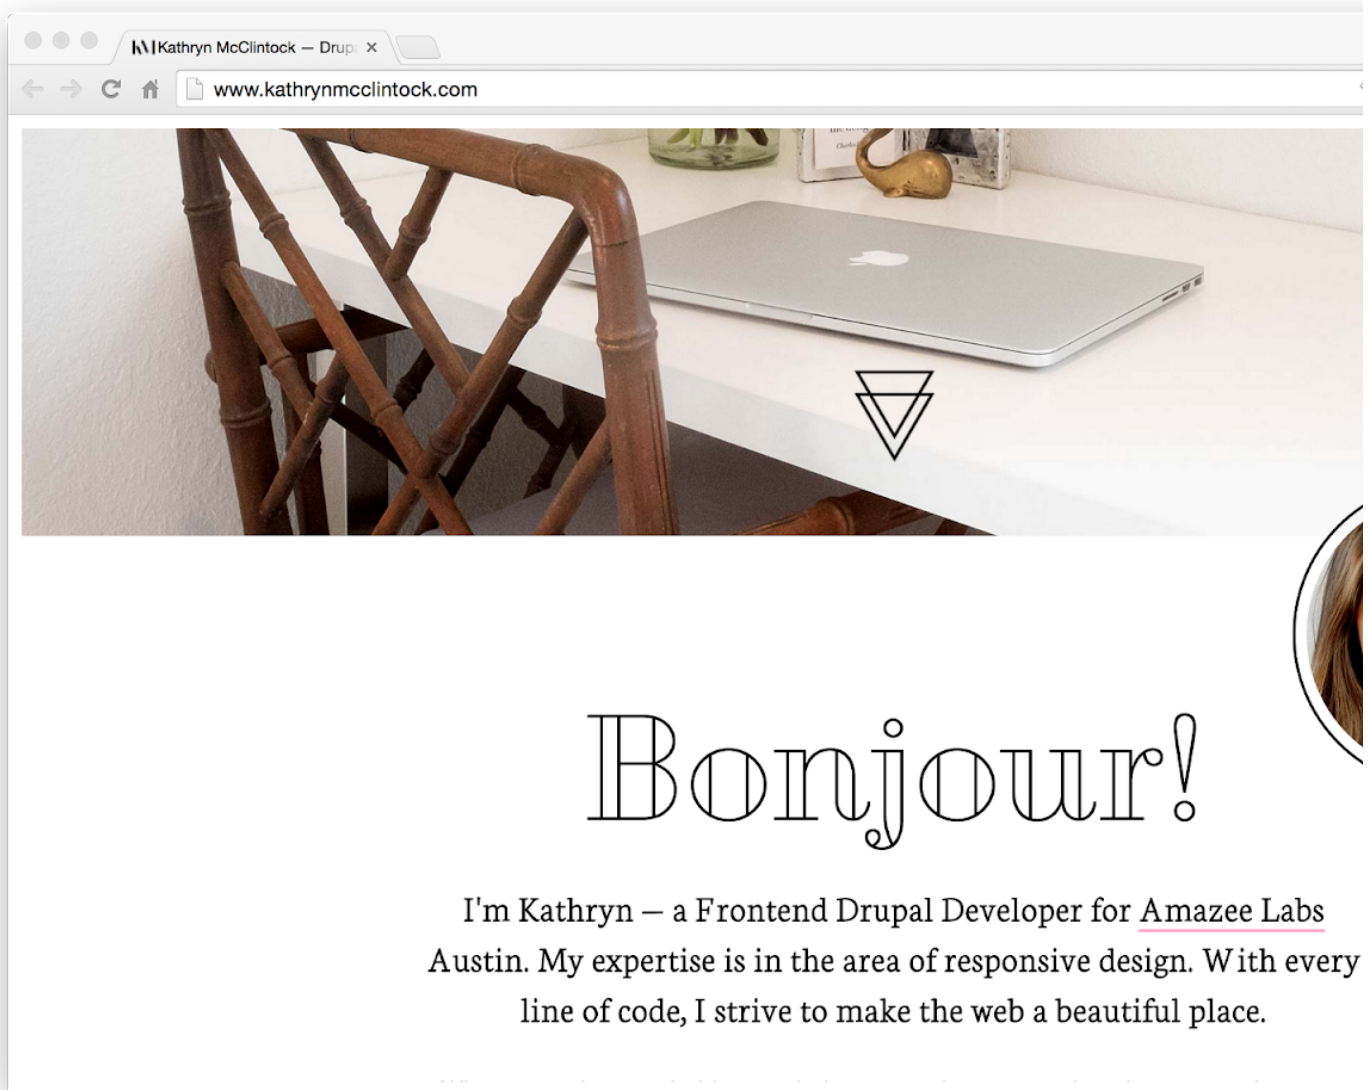 Kathryn McClintock — Drup
www.kathrynmcclintock.com
Bonjour!
I'm Kathryn — a Frontend Drupal Developer for Amazee Labs
Austin. My expertise is in the area of responsive design. With every
line of code, I strive to make the web a beautiful place.